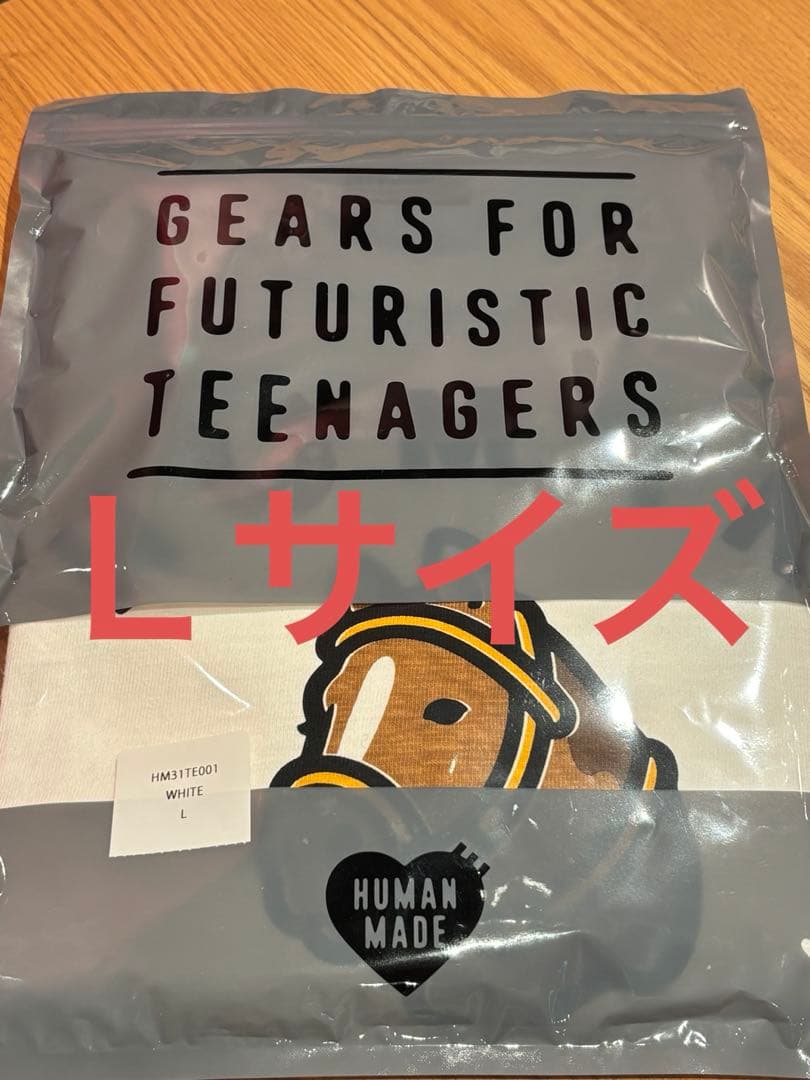 GEARS FOR
FUTURISTIC
TEENAGERS
Lサイズ
HM31TE001
WHITE
L
HUMAN
MADE